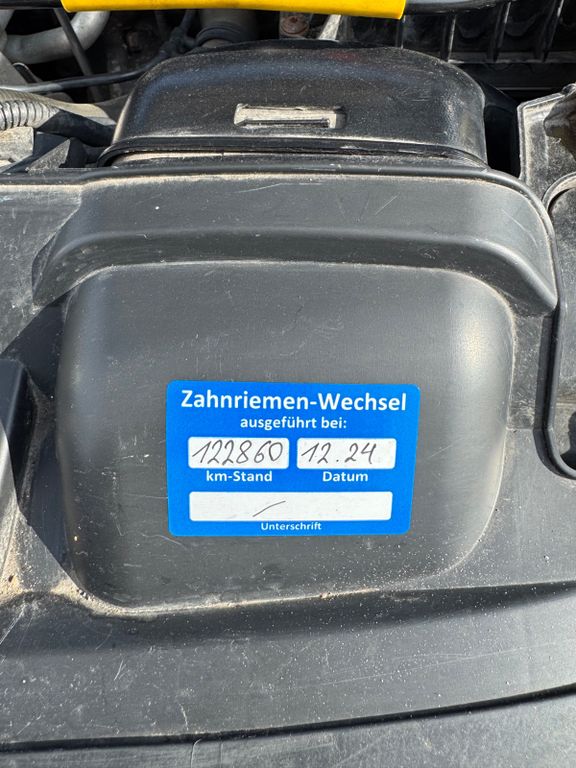 Zahnriemen-Wechsel
ausgeführt bei:
122860 12.24
km-Stand Datum
Unterschrift